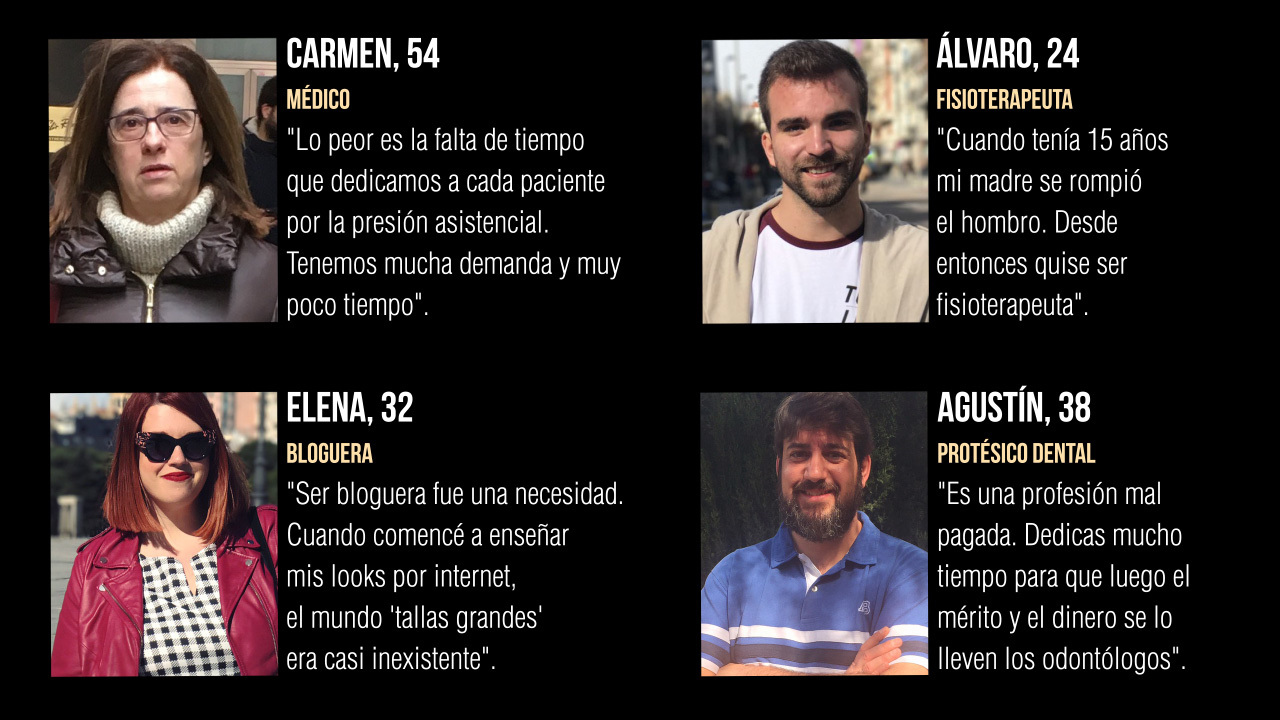 CARMEN, 54
MÉDICO
"Lo peor es la falta de tiempo
que dedicamos a cada paciente
por la presión asistencial.
Tenemos mucha demanda y muy
poco tiempo".
ÁLVARO, 24
FISIOTERAPEUTA
"Cuando tenía 15 años
mi madre se rompió
el hombro. Desde
entonces quise ser
fisioterapeuta".
ELENA, 32
BLOGUERA
"Ser bloguera fue una necesidad.
Cuando comencé a enseñar
mis looks por internet,
el mundo 'tallas grandes'
era casi inexistente".
AGUSTÍN, 38
PROTÉSICO DENTAL
"Es una profesión mal
pagada. Dedicas mucho
tiempo para que luego el
mérito y el dinero se lo
lleven los odontólogos".